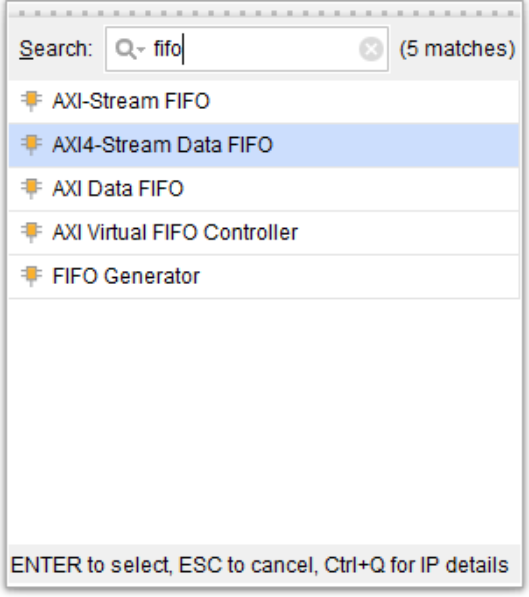 Search: fifo (5 matches)
AXI-Stream FIFO
AXI4-Stream Data FIFO
AXI Data FIFO
AXI Virtual FIFO Controller
FIFO Generator
ENTER to select, ESC to cancel, Ctrl+Q for IP details